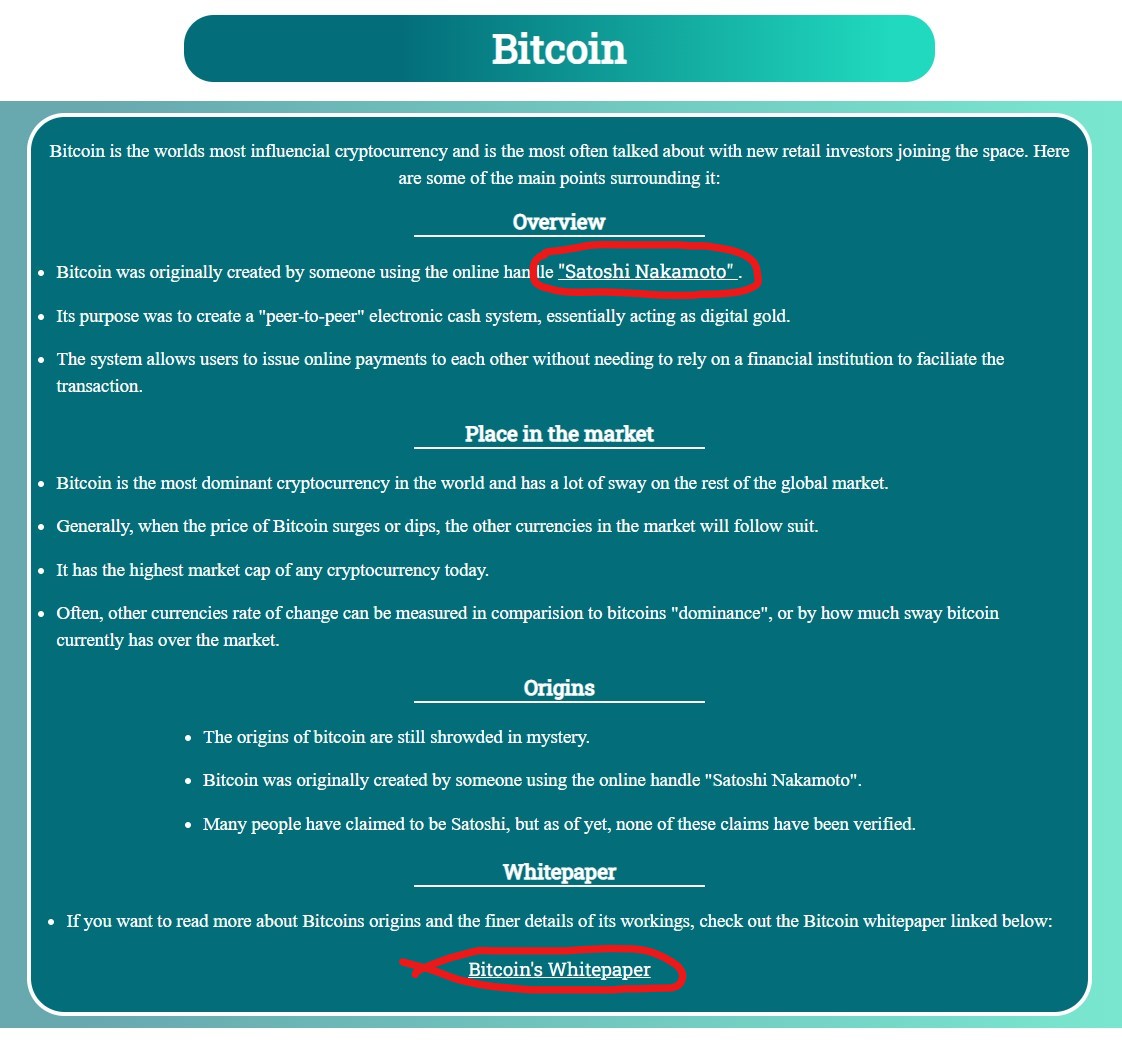 Bitcoin
Bitcoin is the worlds most influencial cryptocurrency and is the most often talked about with new retail investors joining the space. Here
are some of the main points surrounding it:
Overview
• Bitcoin was originally created by someone using the online handle "Satoshi Nakamoto" .
• Its purpose was to create a "peer-to-peer" electronic cash system, essentially acting as digital gold.
• The system allows users to issue online payments to each other without needing to rely on a financial institution to faciliate the
transaction.
Place in the market
• Bitcoin is the most dominant cryptocurrency in the world and has a lot of sway on the rest of the global market.
• Generally, when the price of Bitcoin surges or dips, the other currencies in the market will follow suit.
• It has the highest market cap of any cryptocurrency today.
• Often, other currencies rate of change can be measured in comparision to bitcoins "dominance", or by how much sway bitcoin
currently has over the market.
Origins
• The origins of bitcoin are still shrowded in mystery.
• Bitcoin was originally created by someone using the online handle "Satoshi Nakamoto".
• Many people have claimed to be Satoshi, but as of yet, none of these claims have been verified.
Whitepaper
• If you want to read more about Bitcoins origins and the finer details of its workings, check out the Bitcoin whitepaper linked below:
Bitcoin's Whitepaper